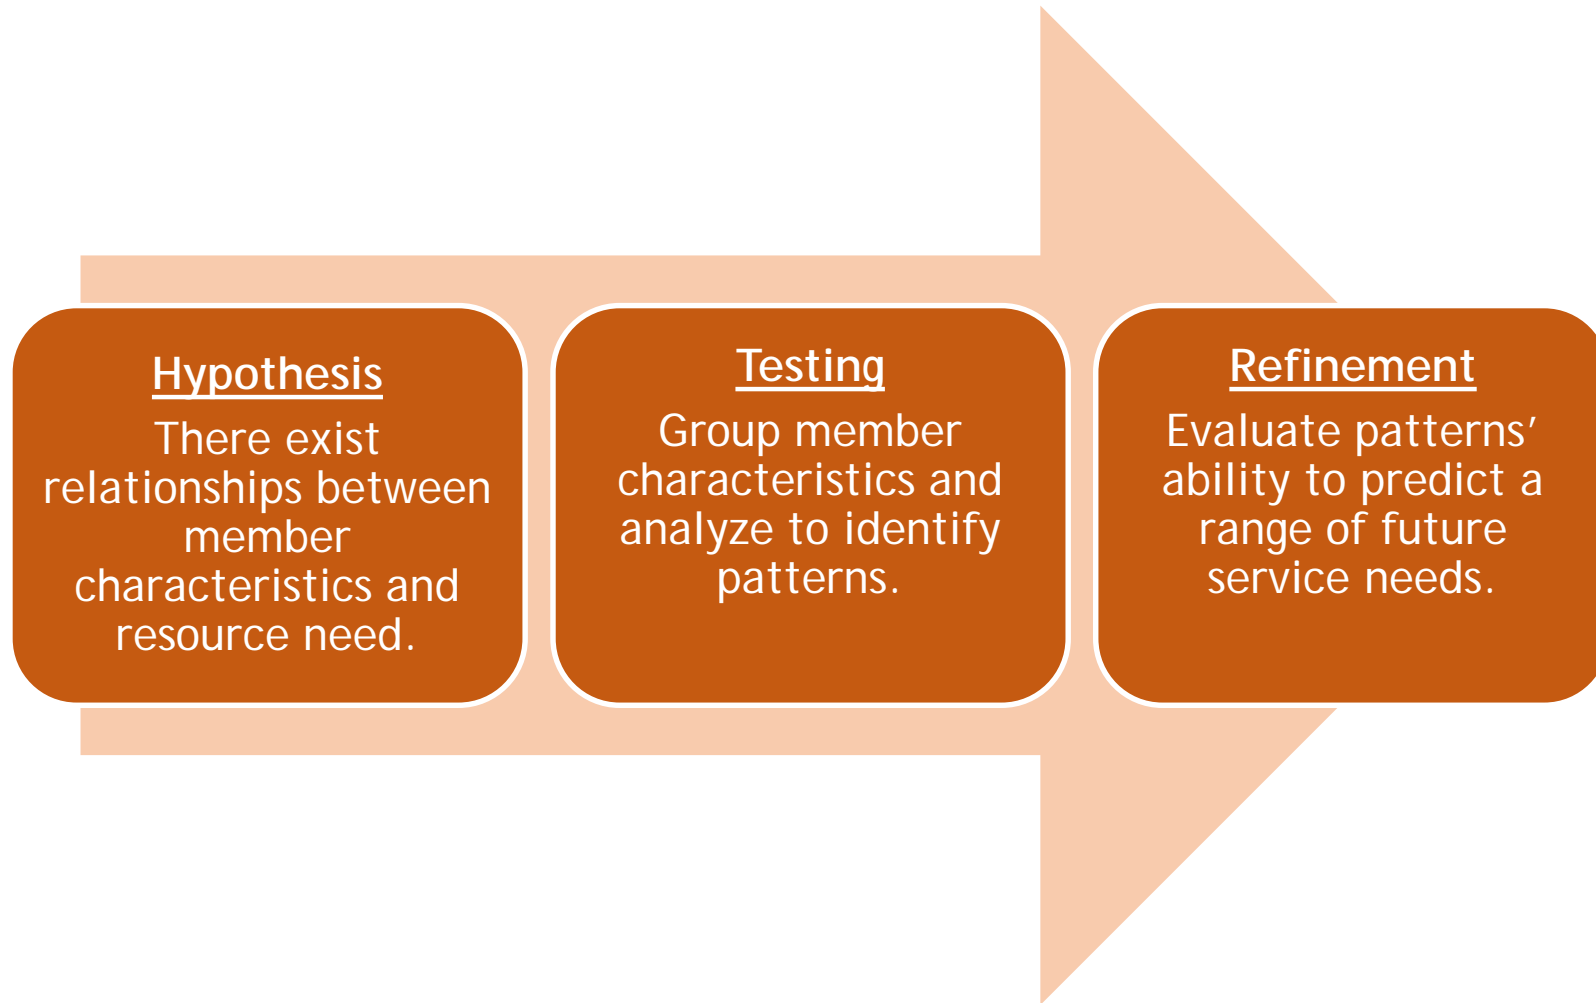 Hypothesis
There exist
relationships between
member
characteristics and
resource need.
Testing
Group member
characteristics and
analyze to identify
patterns.
Refinement
Evaluate patterns’
ability to predict a
range of future
service needs.